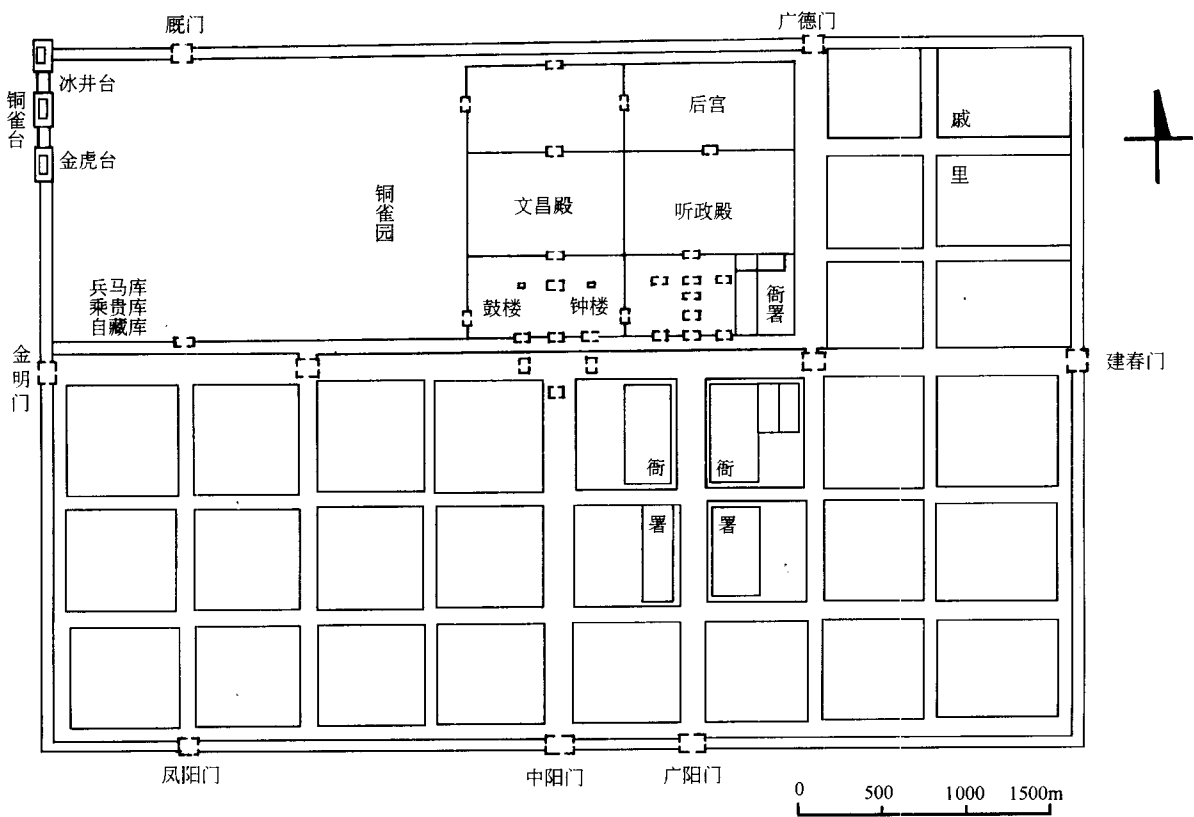 厩门
广德门
冰井台
铜雀台
金虎台
后宫
戚
里
铜雀园
文昌殿
听政殿
兵马库
乘贵库
自藏库
鼓楼
钟楼
衙署
金明门
建春门
衙
衙
署
署
凤阳门
中阳门
广阳门
0 500 1000 1500m